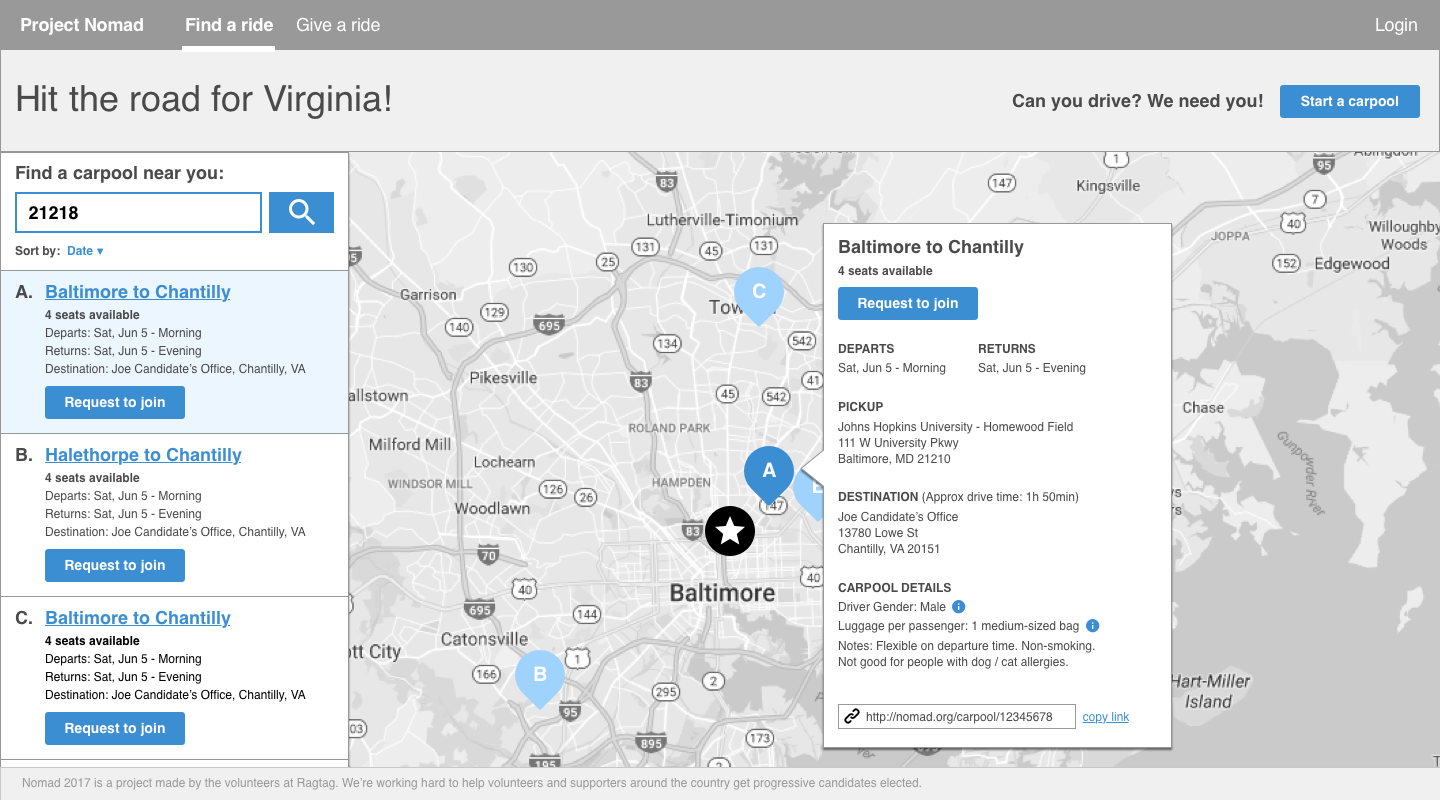 Project Nomad
Find a ride
Give a ride
Login
Hit the road for Virginia!
Can you drive? We need you!
Start a carpool
Find a carpool near you:
21218
Sort by: Date ▾
A. Baltimore to Chantilly
4 seats available
Departs: Sat, Jun 5 - Morning
Returns: Sat, Jun 5 - Evening
Destination: Joe Candidate’s Office, Chantilly, VA
Request to join
B. Halethorpe to Chantilly
4 seats available
Departs: Sat, Jun 5 - Morning
Returns: Sat, Jun 5 - Evening
Destination: Joe Candidate’s Office, Chantilly, VA
Request to join
C. Baltimore to Chantilly
4 seats available
Departs: Sat, Jun 5 - Morning
Returns: Sat, Jun 5 - Evening
Destination: Joe Candidate’s Office, Chantilly, VA
Request to join
83
Lutherville-Timonium
131
45
131
25
130
Garrison
129
140
695
C
134
542
Pikesville
83
45
542
41
allstown
ROLAND PARK
Milford Mill
Lochearn
WINDSOR MILL
HAMPDEN
A
126
26
147
Woodlawn
83
70
40
40
Baltimore
695
144
Catonsville
ott City
1
166
B
2
295
95
03
895
173
195
2
1
147
Kingsville
95
7
40
JOPPA
Willoughby
Woods
152
Edgewood
Chase
Gunpowder River
Hart-Miller
Island
Baltimore to Chantilly
4 seats available
Request to join
DEPARTS
Sat, Jun 5 - Morning
RETURNS
Sat, Jun 5 - Evening
PICKUP
Johns Hopkins University - Homewood Field
111 W University Pkwy
Baltimore, MD 21210
DESTINATION (Approx drive time: 1h 50min)
Joe Candidate’s Office
13780 Lowe St
Chantilly, VA 20151
CARPOOL DETAILS
Driver Gender: Male
Luggage per passenger: 1 medium-sized bag
Notes: Flexible on departure time. Non-smoking.
Not good for people with dog / cat allergies.
http://nomad.org/carpool/12345678
copy link
Nomad 2017 is a project made by the volunteers at Ragtag. We’re working hard to help volunteers and supporters around the country get progressive candidates elected.